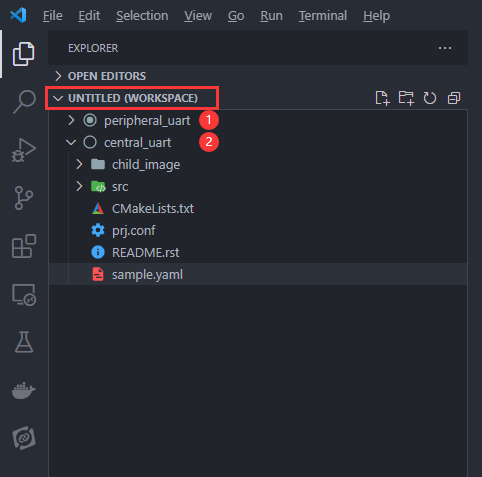 File Edit Selection View Go Run Terminal Help
EXPLORER ...
OPEN EDITORS
UNTITLED (WORKSPACE)
peripheral_uart 1
central_uart 2
child_image
src
CMakeLists.txt
prj.conf
README.rst
sample.yaml